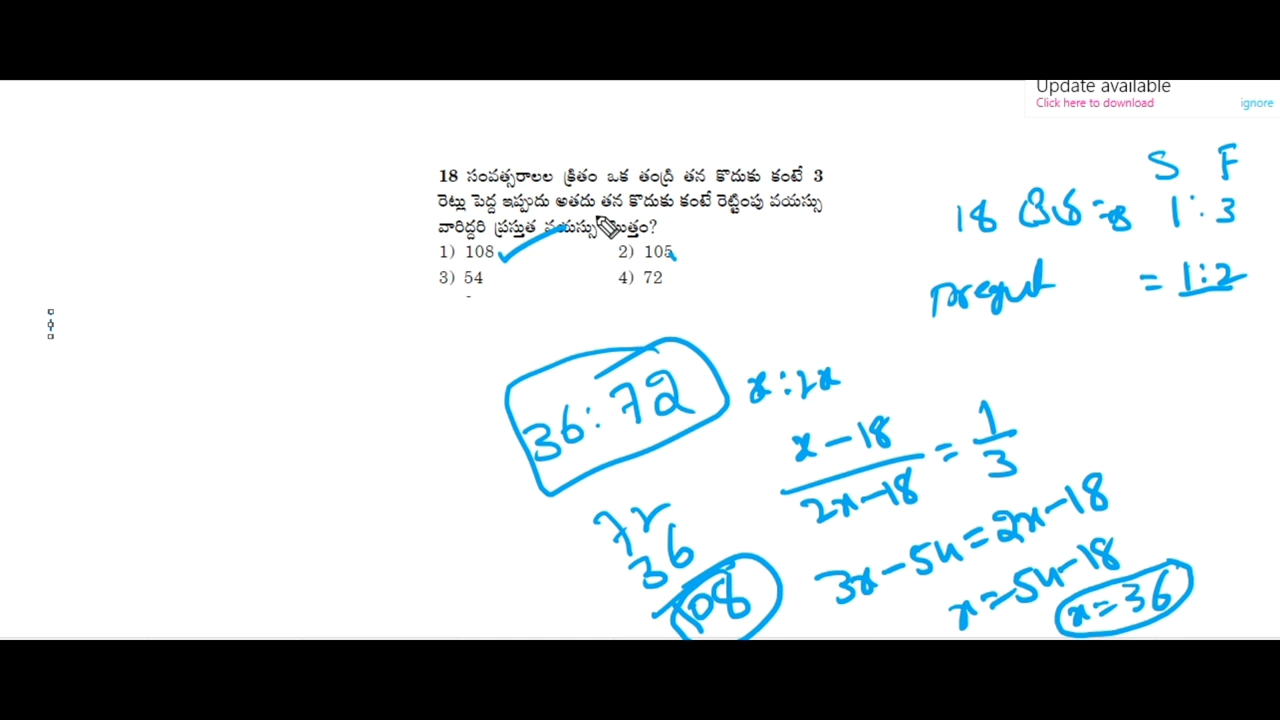 Update available
Click here to download ignore
18 సంవత్సరాలల క్రితం ఒక తండ్రి తన కొడుకు కంటే 3
రెట్లు పెద్ద ఇప్పుడు అతడు తన కొడుకు కంటే రెట్టింపు వయస్సు
వారిద్దరి ప్రస్తుత వయస్సు మొత్తం?
1) 108 2) 105
3) 54 4) 72
S F
18 = 1:3
= 1:2
36:72
x:2x
x-18 / 2x-18 = 1/3
3x-54=2x-18
x=54-18
x=36
72
36
108